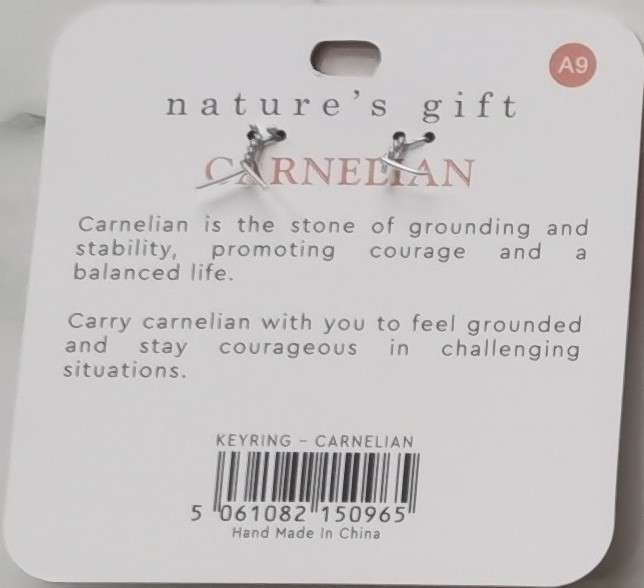 A9
nature's gift
CARNELIAN
Carnelian is the stone of grounding and
stability, promoting courage and a
balanced life.
Carry carnelian with you to feel grounded
and stay courageous in challenging
situations.
KEYRING - CARNELIAN
5 061082 150965
Hand Made In China